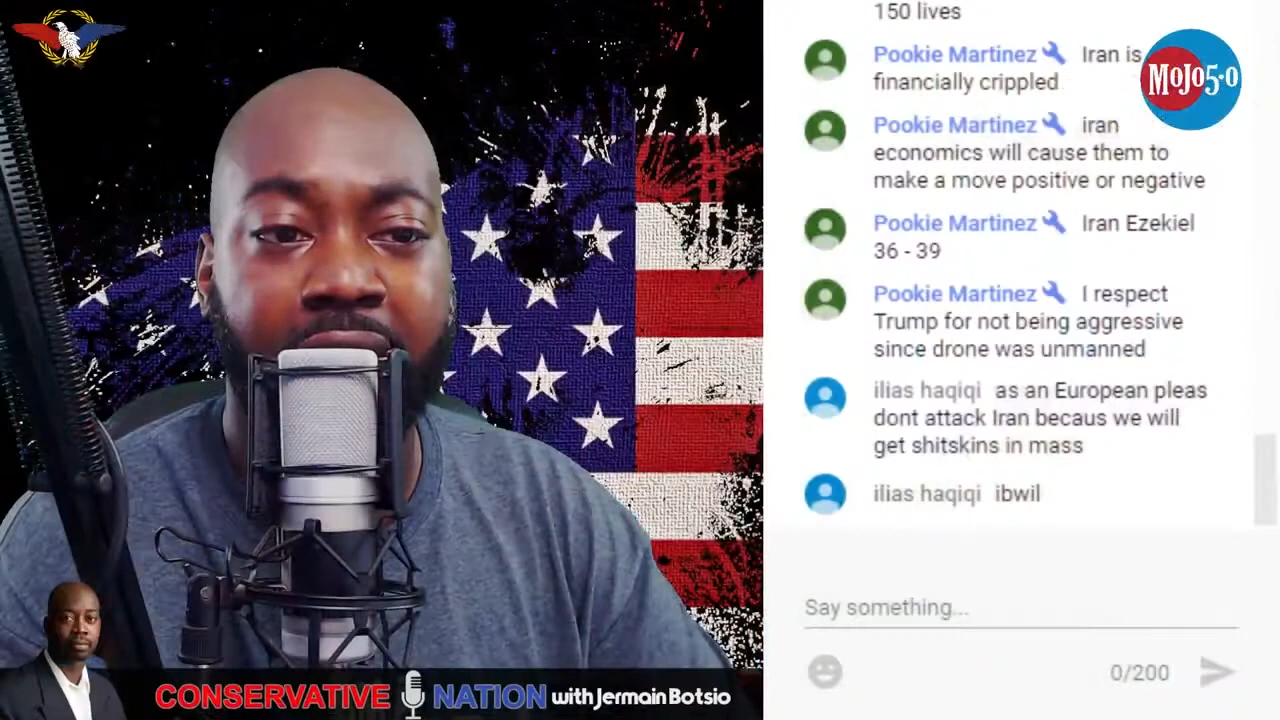 150 lives
Pookie Martinez Iran is
financially crippled
Pookie Martinez iran
economics will cause them to
make a move positive or negative
Pookie Martinez Iran Ezekiel
36 - 39
Pookie Martinez I respect
Trump for not being aggressive
since drone was unmanned
ilias haqiqi as an European pleas
dont attack Iran becaus we will
get shitskins in mass
ilias haqiqi ibwil
Say something...
0/200
MOJO5·0
CONSERVATIVE NATION with Jermain Botsio